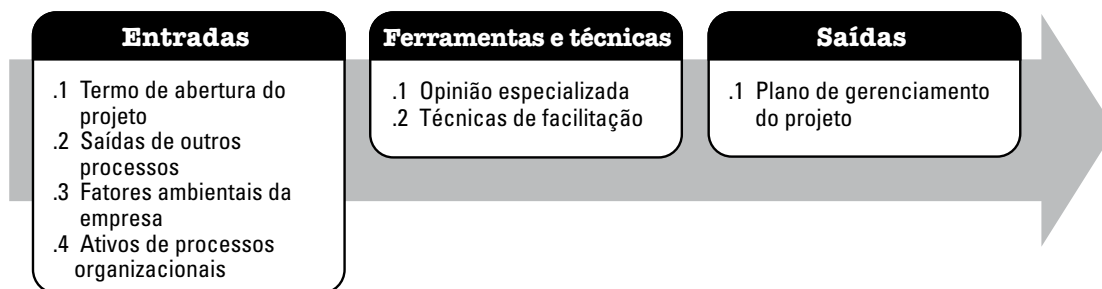 Entradas
.1 Termo de abertura do
projeto
.2 Saídas de outros
processos
.3 Fatores ambientais da
empresa
.4 Ativos de processos
organizacionais
Ferramentas e técnicas
.1 Opinião especializada
.2 Técnicas de facilitação
Saídas
.1 Plano de gerenciamento
do projeto